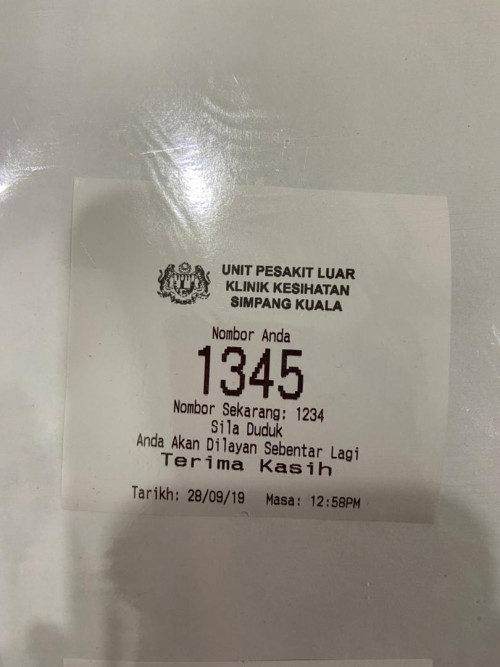 UNIT PESAKIT LUAR
KLINIK KESIHATAN
SIMPANG KUALA
Nombor Anda
1345
Nombor Sekarang: 1234
Sila Duduk
Anda Akan Dilayan Sebentar Lagi
Terima Kasih
Tarikh: 28/09/19 Masa: 12:58PM